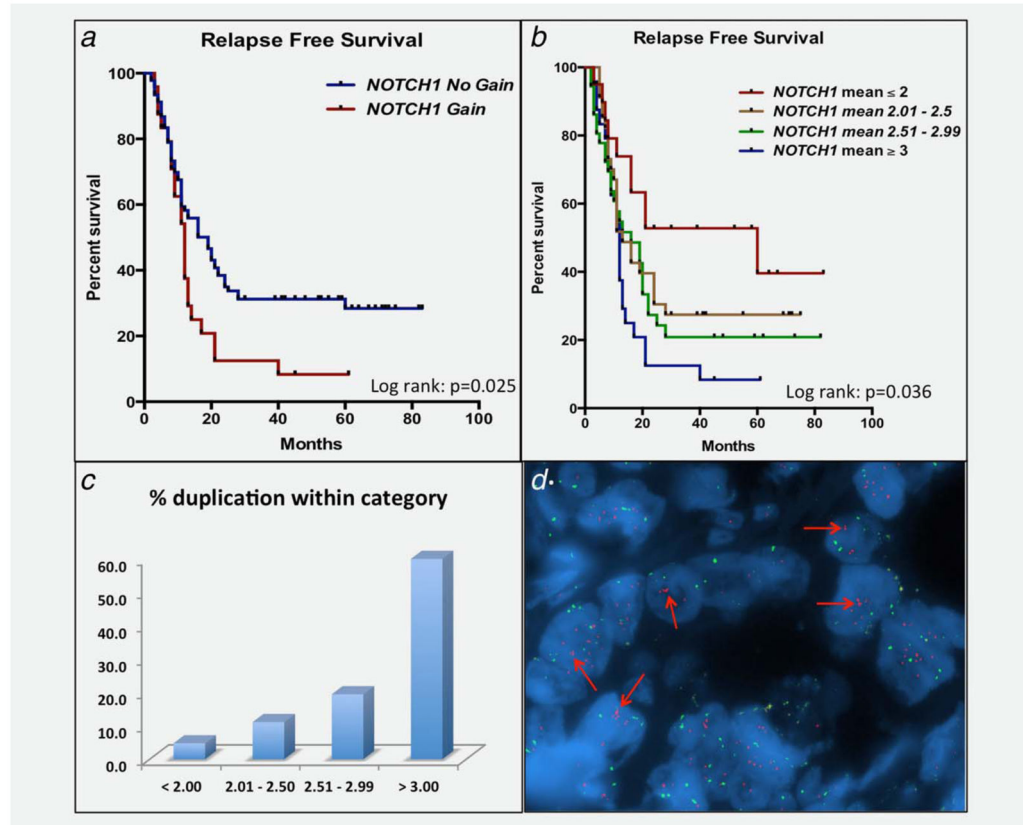 a
Relapse Free Survival
NOTCH1 No Gain
NOTCH1 Gain
Percent survival
100
80
60
40
20
0
0 20 40 60 80 100
Months
Log rank: p=0.025
b
Relapse Free Survival
NOTCH1 mean ≤ 2
NOTCH1 mean 2.01 - 2.5
NOTCH1 mean 2.51 - 2.99
NOTCH1 mean ≥ 3
Percent survival
100
80
60
40
20
0
0 20 40 60 80 100
Months
Log rank: p=0.036
c
% duplication within category
60.0
50.0
40.0
30.0
20.0
10.0
0.0
< 2.00 2.01 - 2.50 2.51 - 2.99 > 3.00
d.